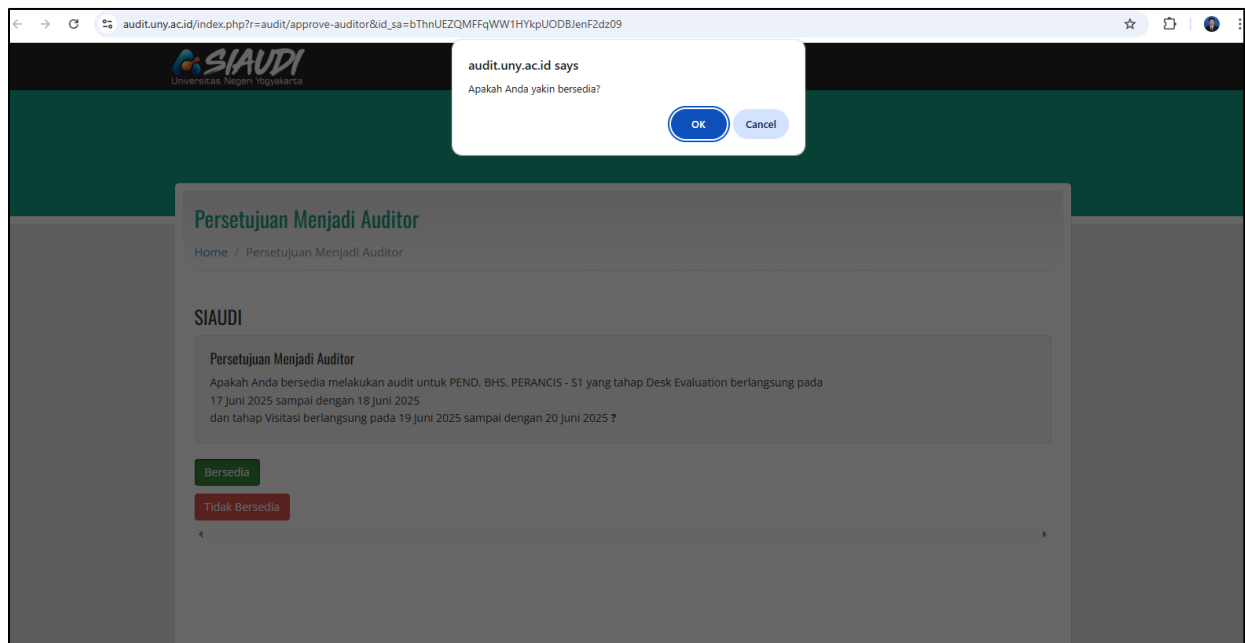 audit.uny.ac.id/index.php?r=audit/approve-auditor&id_sa=bThnUEZQMFFqWW1HYkpUODBJenF2dz09
SIAUDI
Universitas Negeri Yogyakarta
audit.uny.ac.id says
Apakah Anda yakin bersedia?
OK Cancel
Persetujuan Menjadi Auditor
Home / Persetujuan Menjadi Auditor
SIAUDI
Persetujuan Menjadi Auditor
Apakah Anda bersedia melakukan audit untuk PEND. BHS. PERANCIS - S1 yang tahap Desk Evaluation berlangsung pada
17 Juni 2025 sampai dengan 18 Juni 2025
dan tahap Visitasi berlangsung pada 19 Juni 2025 sampai dengan 20 Juni 2025 ?
Bersedia
Tidak Bersedia